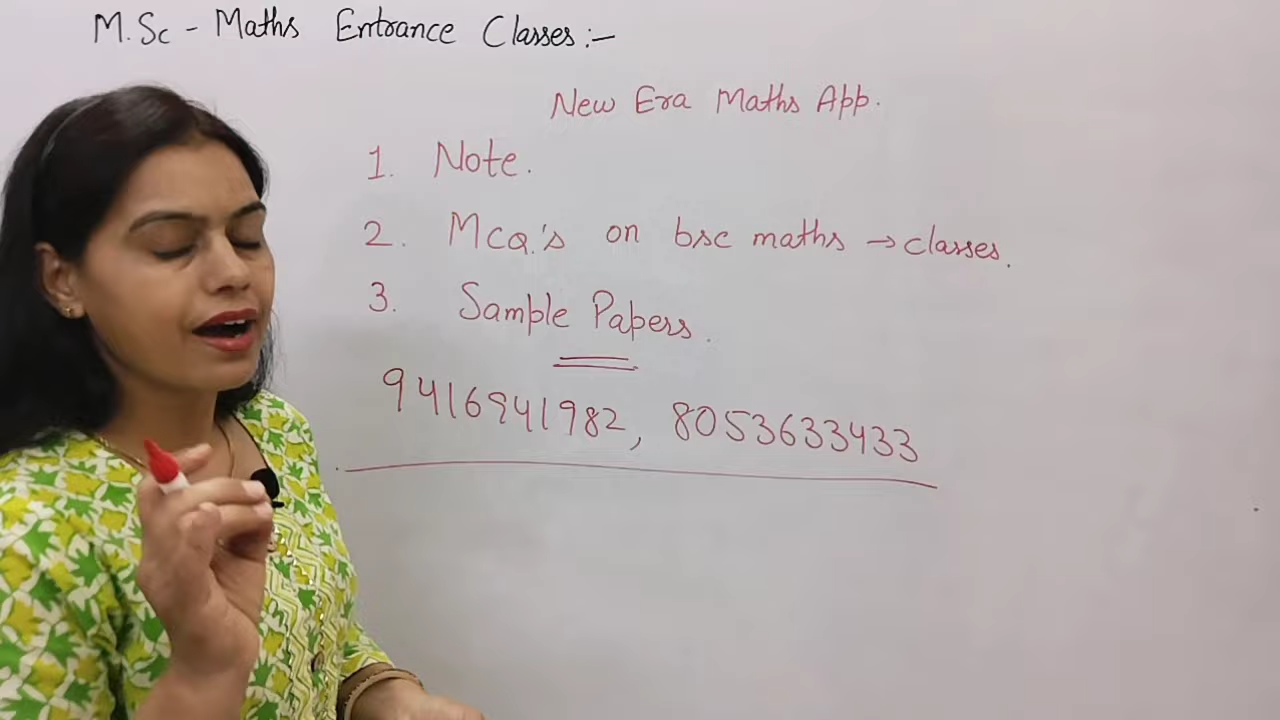 M.Sc - Maths Entrance Classes :-
New Era Maths App.
1. Note.
2. Mcq.'s on bsc maths → classes.
3. Sample Papers.
9416941982, 8053633433